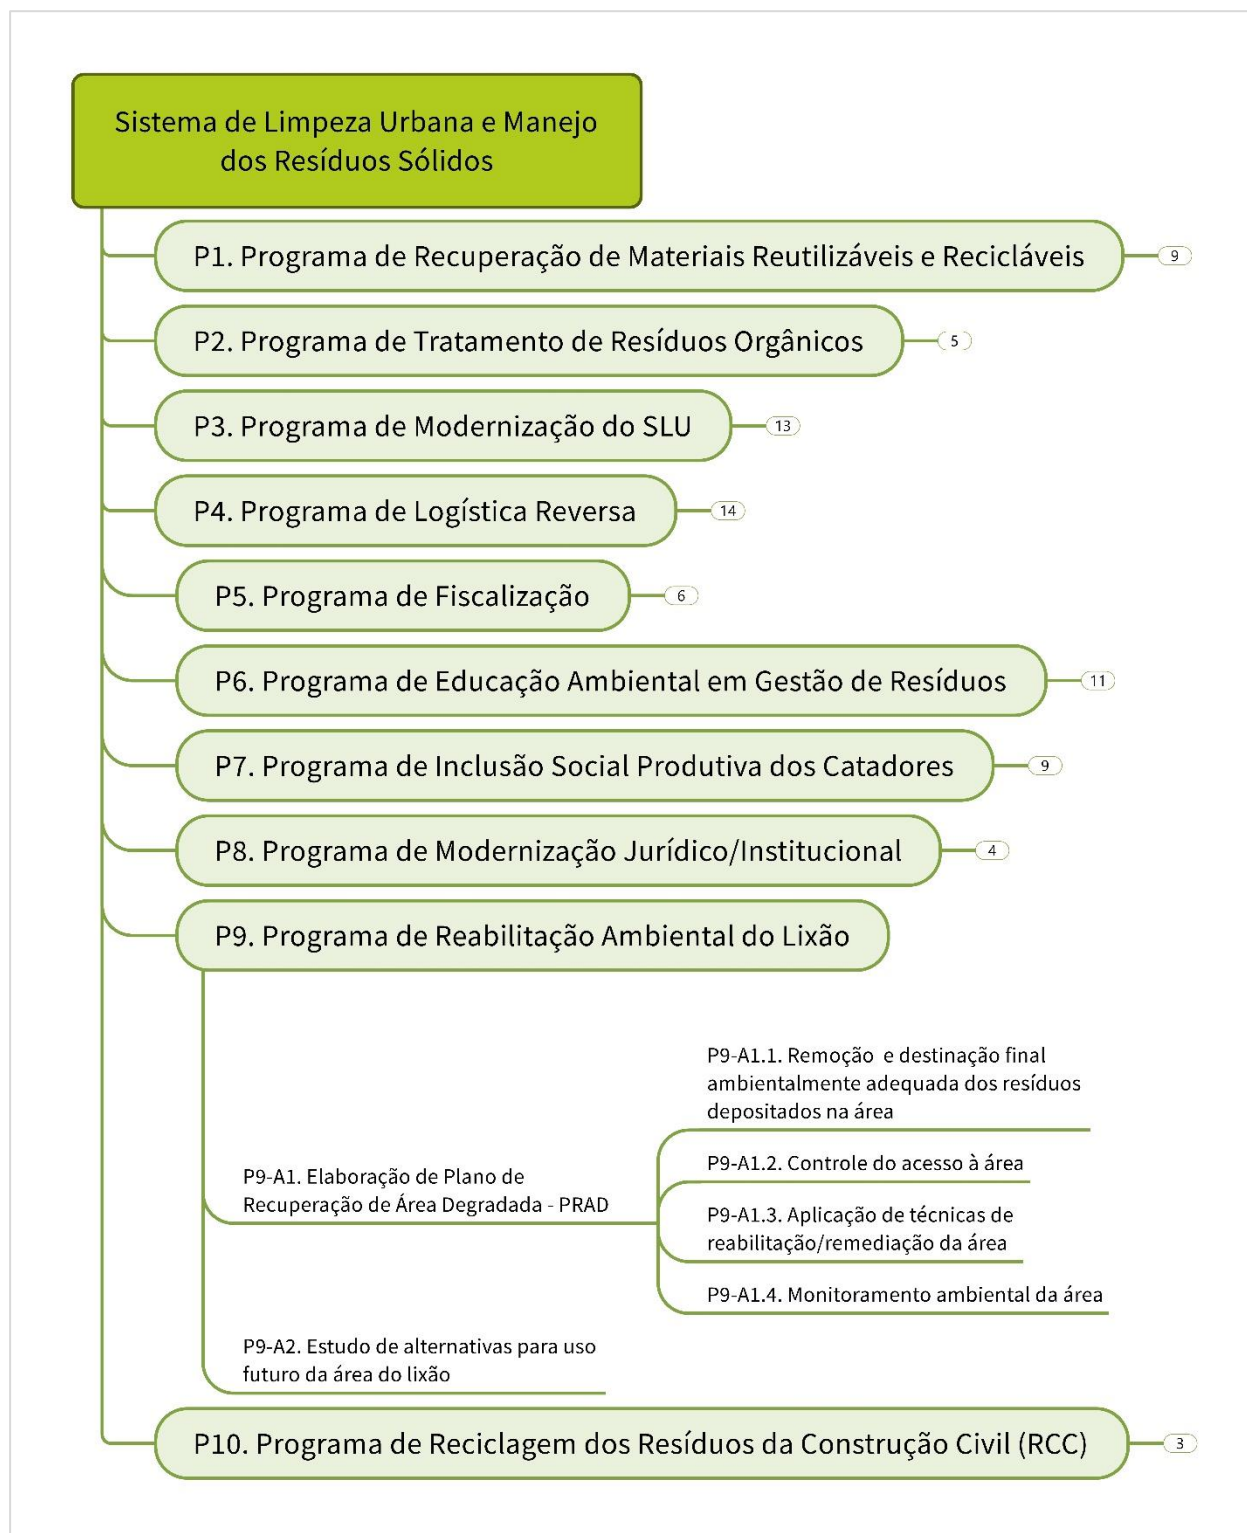 Sistema de Limpeza Urbana e Manejo
dos Resíduos Sólidos
P1. Programa de Recuperação de Materiais Reutilizáveis e Recicláveis
9
P2. Programa de Tratamento de Resíduos Orgânicos
5
P3. Programa de Modernização do SLU
13
P4. Programa de Logística Reversa
14
P5. Programa de Fiscalização
6
P6. Programa de Educação Ambiental em Gestão de Resíduos
11
P7. Programa de Inclusão Social Produtiva dos Catadores
9
P8. Programa de Modernização Jurídico/Institucional
4
P9. Programa de Reabilitação Ambiental do Lixão
P9-A1. Elaboração de Plano de
Recuperação de Área Degradada - PRAD
P9-A1.1. Remoção e destinação final
ambientalmente adequada dos resíduos
depositados na área
P9-A1.2. Controle do acesso à área
P9-A1.3. Aplicação de técnicas de
reabilitação/remediação da área
P9-A1.4. Monitoramento ambiental da área
P9-A2. Estudo de alternativas para uso
futuro da área do lixão
P10. Programa de Reciclagem dos Resíduos da Construção Civil (RCC)
3